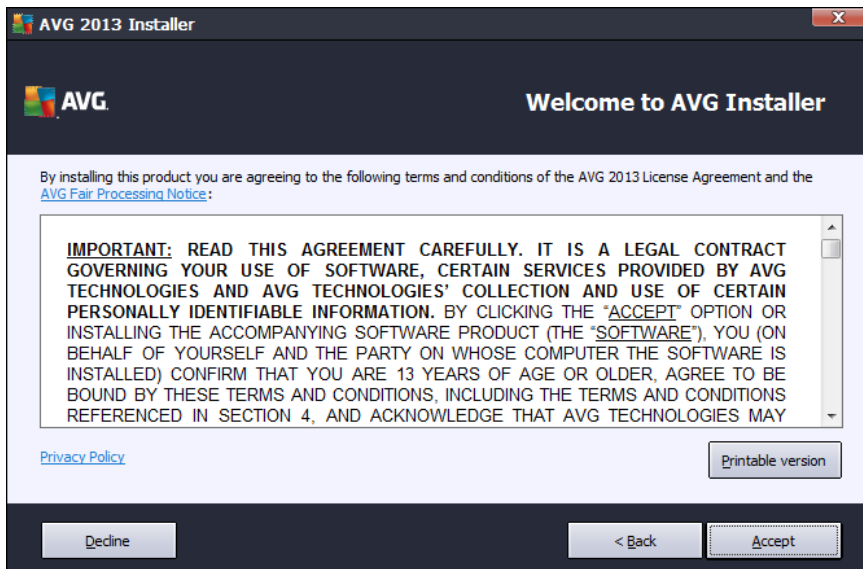 AVG 2013 Installer
X
AVG.
Welcome to AVG Installer
By installing this product you are agreeing to the following terms and conditions of the AVG 2013 License Agreement and the
AVG Fair Processing Notice:
IMPORTANT: READ THIS AGREEMENT CAREFULLY. IT IS A LEGAL CONTRACT
GOVERNING YOUR USE OF SOFTWARE, CERTAIN SERVICES PROVIDED BY AVG
TECHNOLOGIES AND AVG TECHNOLOGIES’ COLLECTION AND USE OF CERTAIN
PERSONALLY IDENTIFIABLE INFORMATION. BY CLICKING THE “ACCEPT” OPTION OR
INSTALLING THE ACCOMPANYING SOFTWARE PRODUCT (THE “SOFTWARE”), YOU (ON
BEHALF OF YOURSELF AND THE PARTY ON WHOSE COMPUTER THE SOFTWARE IS
INSTALLED) CONFIRM THAT YOU ARE 13 YEARS OF AGE OR OLDER, AGREE TO BE
BOUND BY THESE TERMS AND CONDITIONS, INCLUDING THE TERMS AND CONDITIONS
REFERENCED IN SECTION 4, AND ACKNOWLEDGE THAT AVG TECHNOLOGIES MAY
Privacy Policy
Printable version
Decline
< Back
Accept